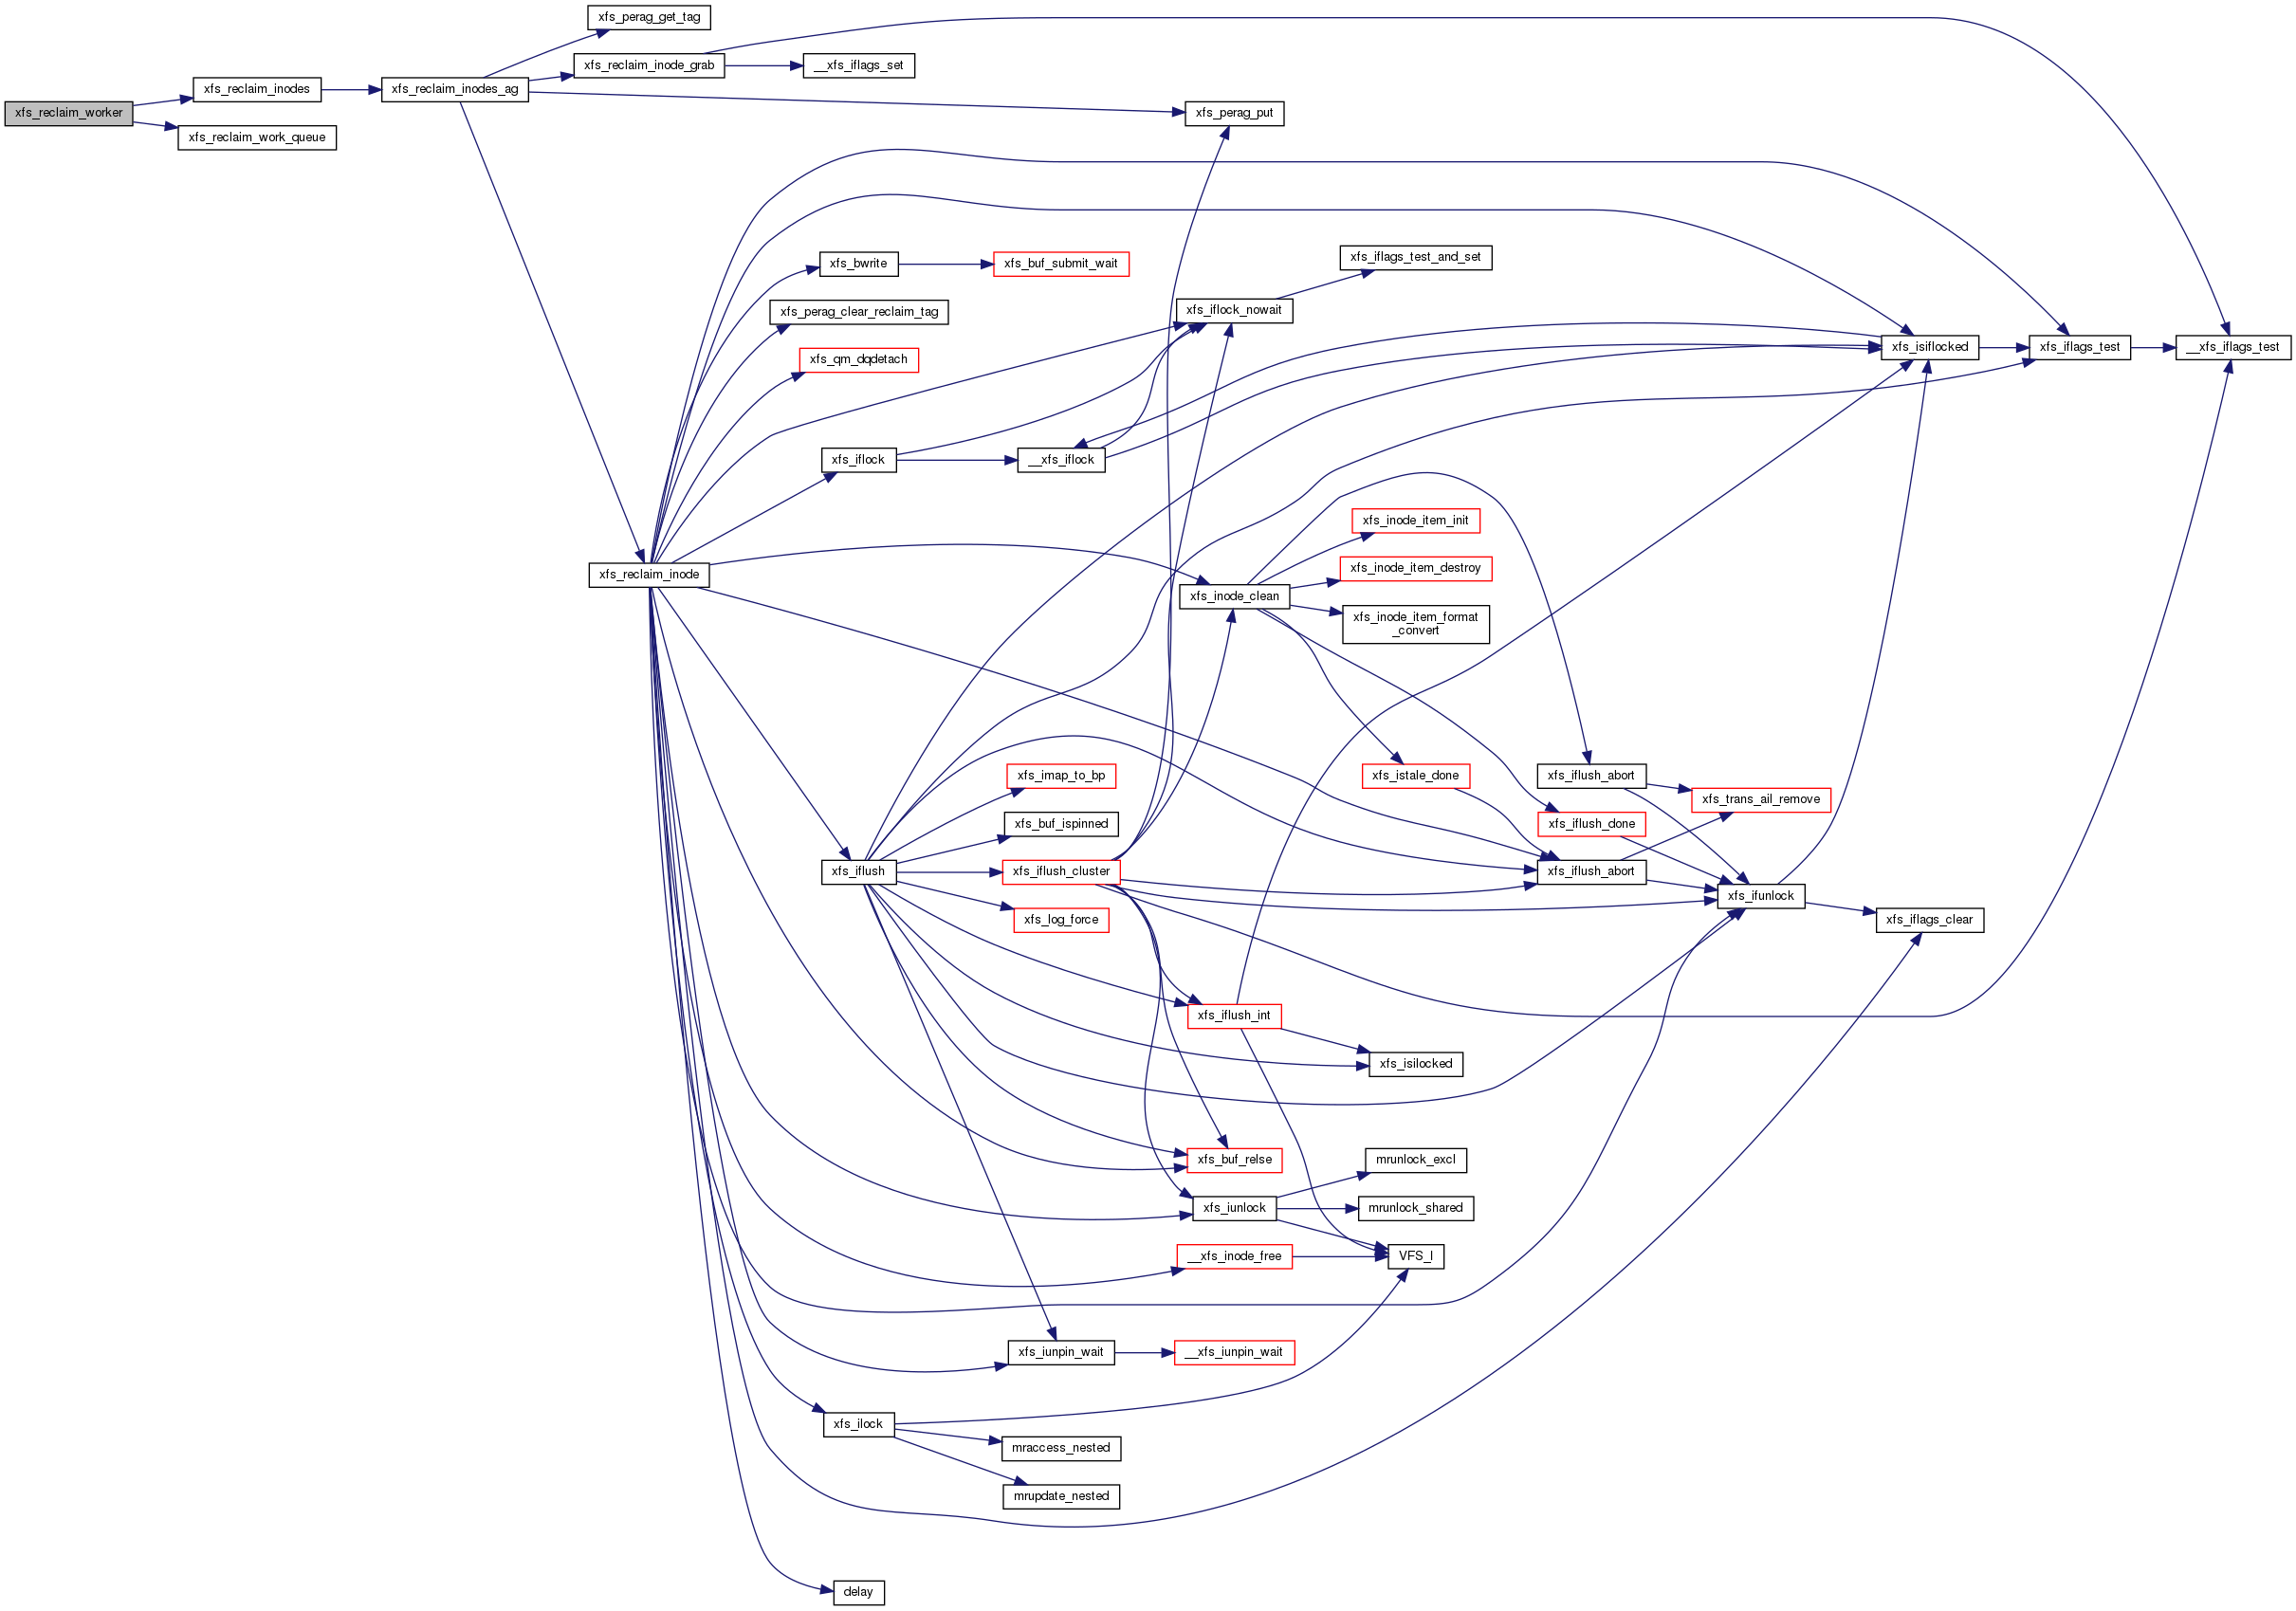 xfs_perag_get_tag
xfs_reclaim_inode_grab
__xfs_iflags_set
xfs_reclaim_inodes
xfs_reclaim_inodes_ag
xfs_reclaim_worker
xfs_perag_put
xfs_reclaim_work_queue
xfs_iflags_test_and_set
xfs_bwrite
xfs_buf_submit_wait
xfs_perag_clear_reclaim_tag
xfs_iflock_nowait
xfs_qm_dqdetach
xfs_isiflocked
xfs_iflags_test
__xfs_iflags_test
xfs_iflock
__xfs_iflock
xfs_inode_item_init
xfs_reclaim_inode
xfs_inode_item_destroy
xfs_inode_clean
xfs_inode_item_format
_convert
xfs_imap_to_bp
xfs_istale_done
xfs_iflush_abort
xfs_trans_ail_remove
xfs_buf_ispinned
xfs_iflush_done
xfs_iflush
xfs_iflush_cluster
xfs_iflush_abort
xfs_ifunlock
xfs_log_force
xfs_iflags_clear
xfs_iflush_int
xfs_isilocked
xfs_buf_relse
mrunlock_excl
xfs_iunlock
mrunlock_shared
__xfs_inode_free
VFS_I
xfs_iunpin_wait
__xfs_iunpin_wait
xfs_ilock
mraccess_nested
mrupdate_nested
delay